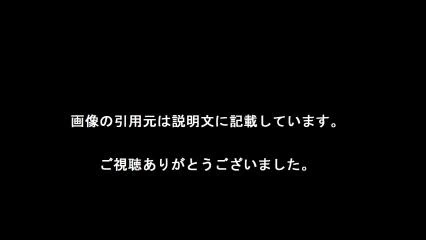 画像の引用元は説明文に記載しています。
ご視聴ありがとうございました。